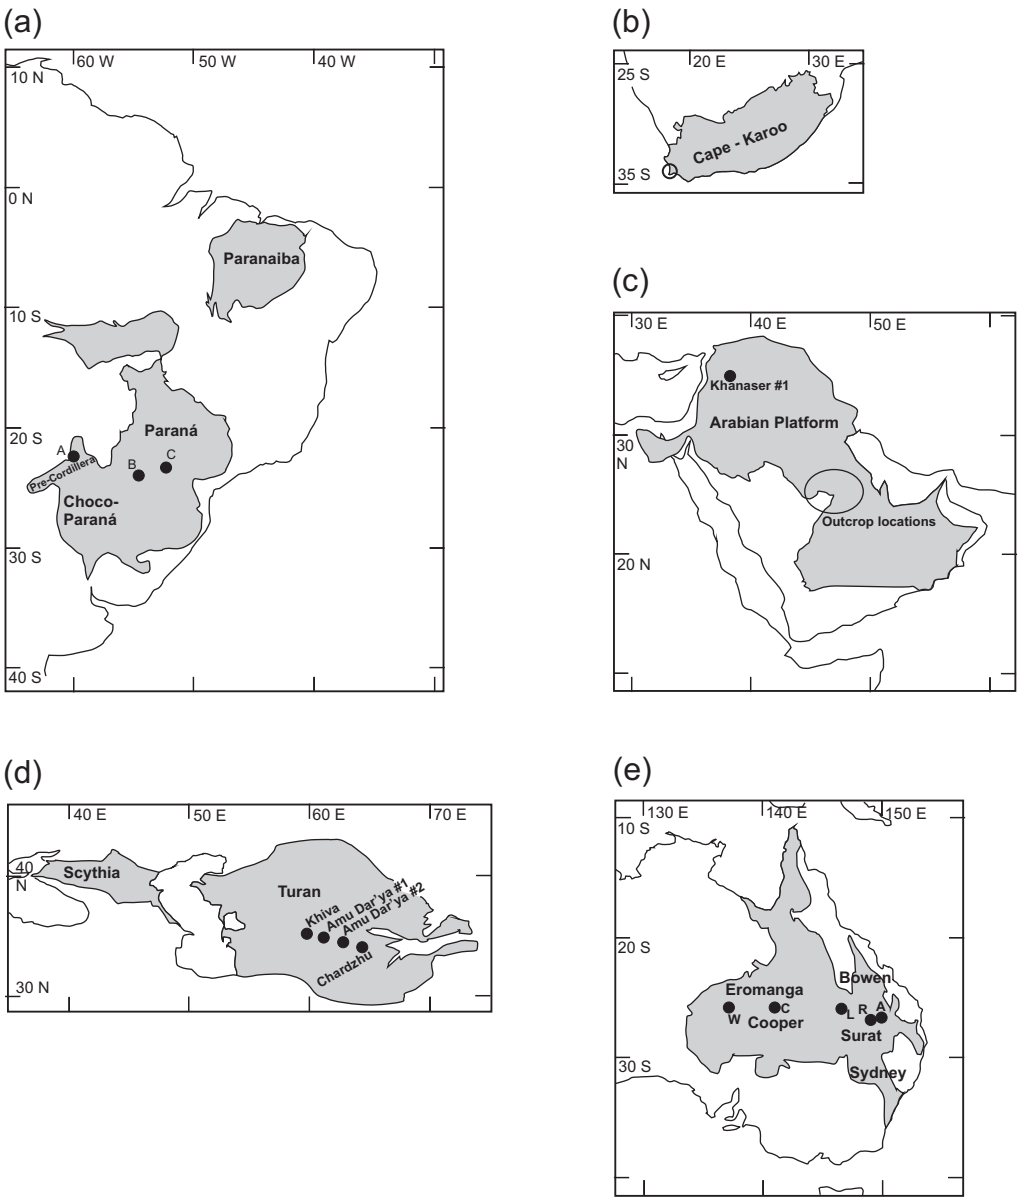 (a)
60 W
50 W
40 W
10 N
0 N
Paranaiba
10 S
20 S
Paraná
A
B
C
Pre-Cordillera
Choco-
Paraná
30 S
40 S
(b)
20 E
30 E
25 S
Cape - Karoo
35 S
(c)
30 E
40 E
50 E
Khanaser #1
Arabian Platform
30
N
Outcrop locations
20 N
(d)
40 E
50 E
60 E
70 E
40
N
Scythia
Turan
Khiva
Amu Dar'ya #1
Amu Dar'ya #2
Chardzhu
30 N
(e)
130 E
140 E
150 E
10 S
20 S
Bowen
Eromanga
W
C
L
R
A
Cooper
Surat
30 S
Sydney